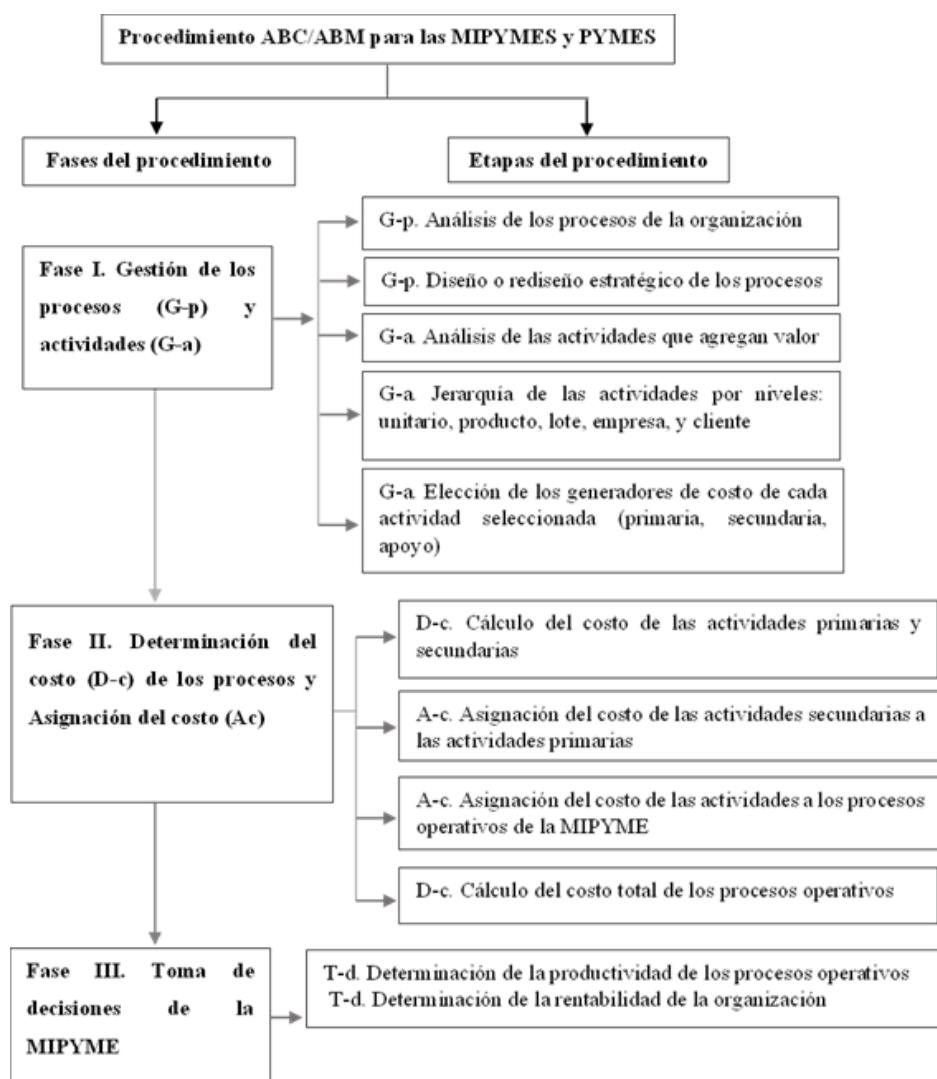 Procedimiento ABC/ABM para las MIPYMES y PYMES
Fases del procedimiento
Etapas del procedimiento
Fase I. Gestión de los
procesos (G-p) y
actividades (G-a)
G-p. Análisis de los procesos de la organización
G-p. Diseño o rediseño estratégico de los procesos
G-a. Análisis de las actividades que agregan valor
G-a. Jerarquía de las actividades por niveles:
unitario, producto, lote, empresa, y cliente
G-a. Elección de los generadores de costo de cada
actividad seleccionada (primaria, secundaria,
apoyo)
Fase II. Determinación del
costo (D-c) de los procesos y
Asignación del costo (Ac)
D-c. Cálculo del costo de las actividades primarias y
secundarias
A-c. Asignación del costo de las actividades secundarias a
las actividades primarias
A-c. Asignación del costo de las actividades a los procesos
operativos de la MIPYME
D-c. Cálculo del costo total de los procesos operativos
Fase III. Toma de
decisiones de la
MIPYME
T-d. Determinación de la productividad de los procesos operativos
T-d. Determinación de la rentabilidad de la organización